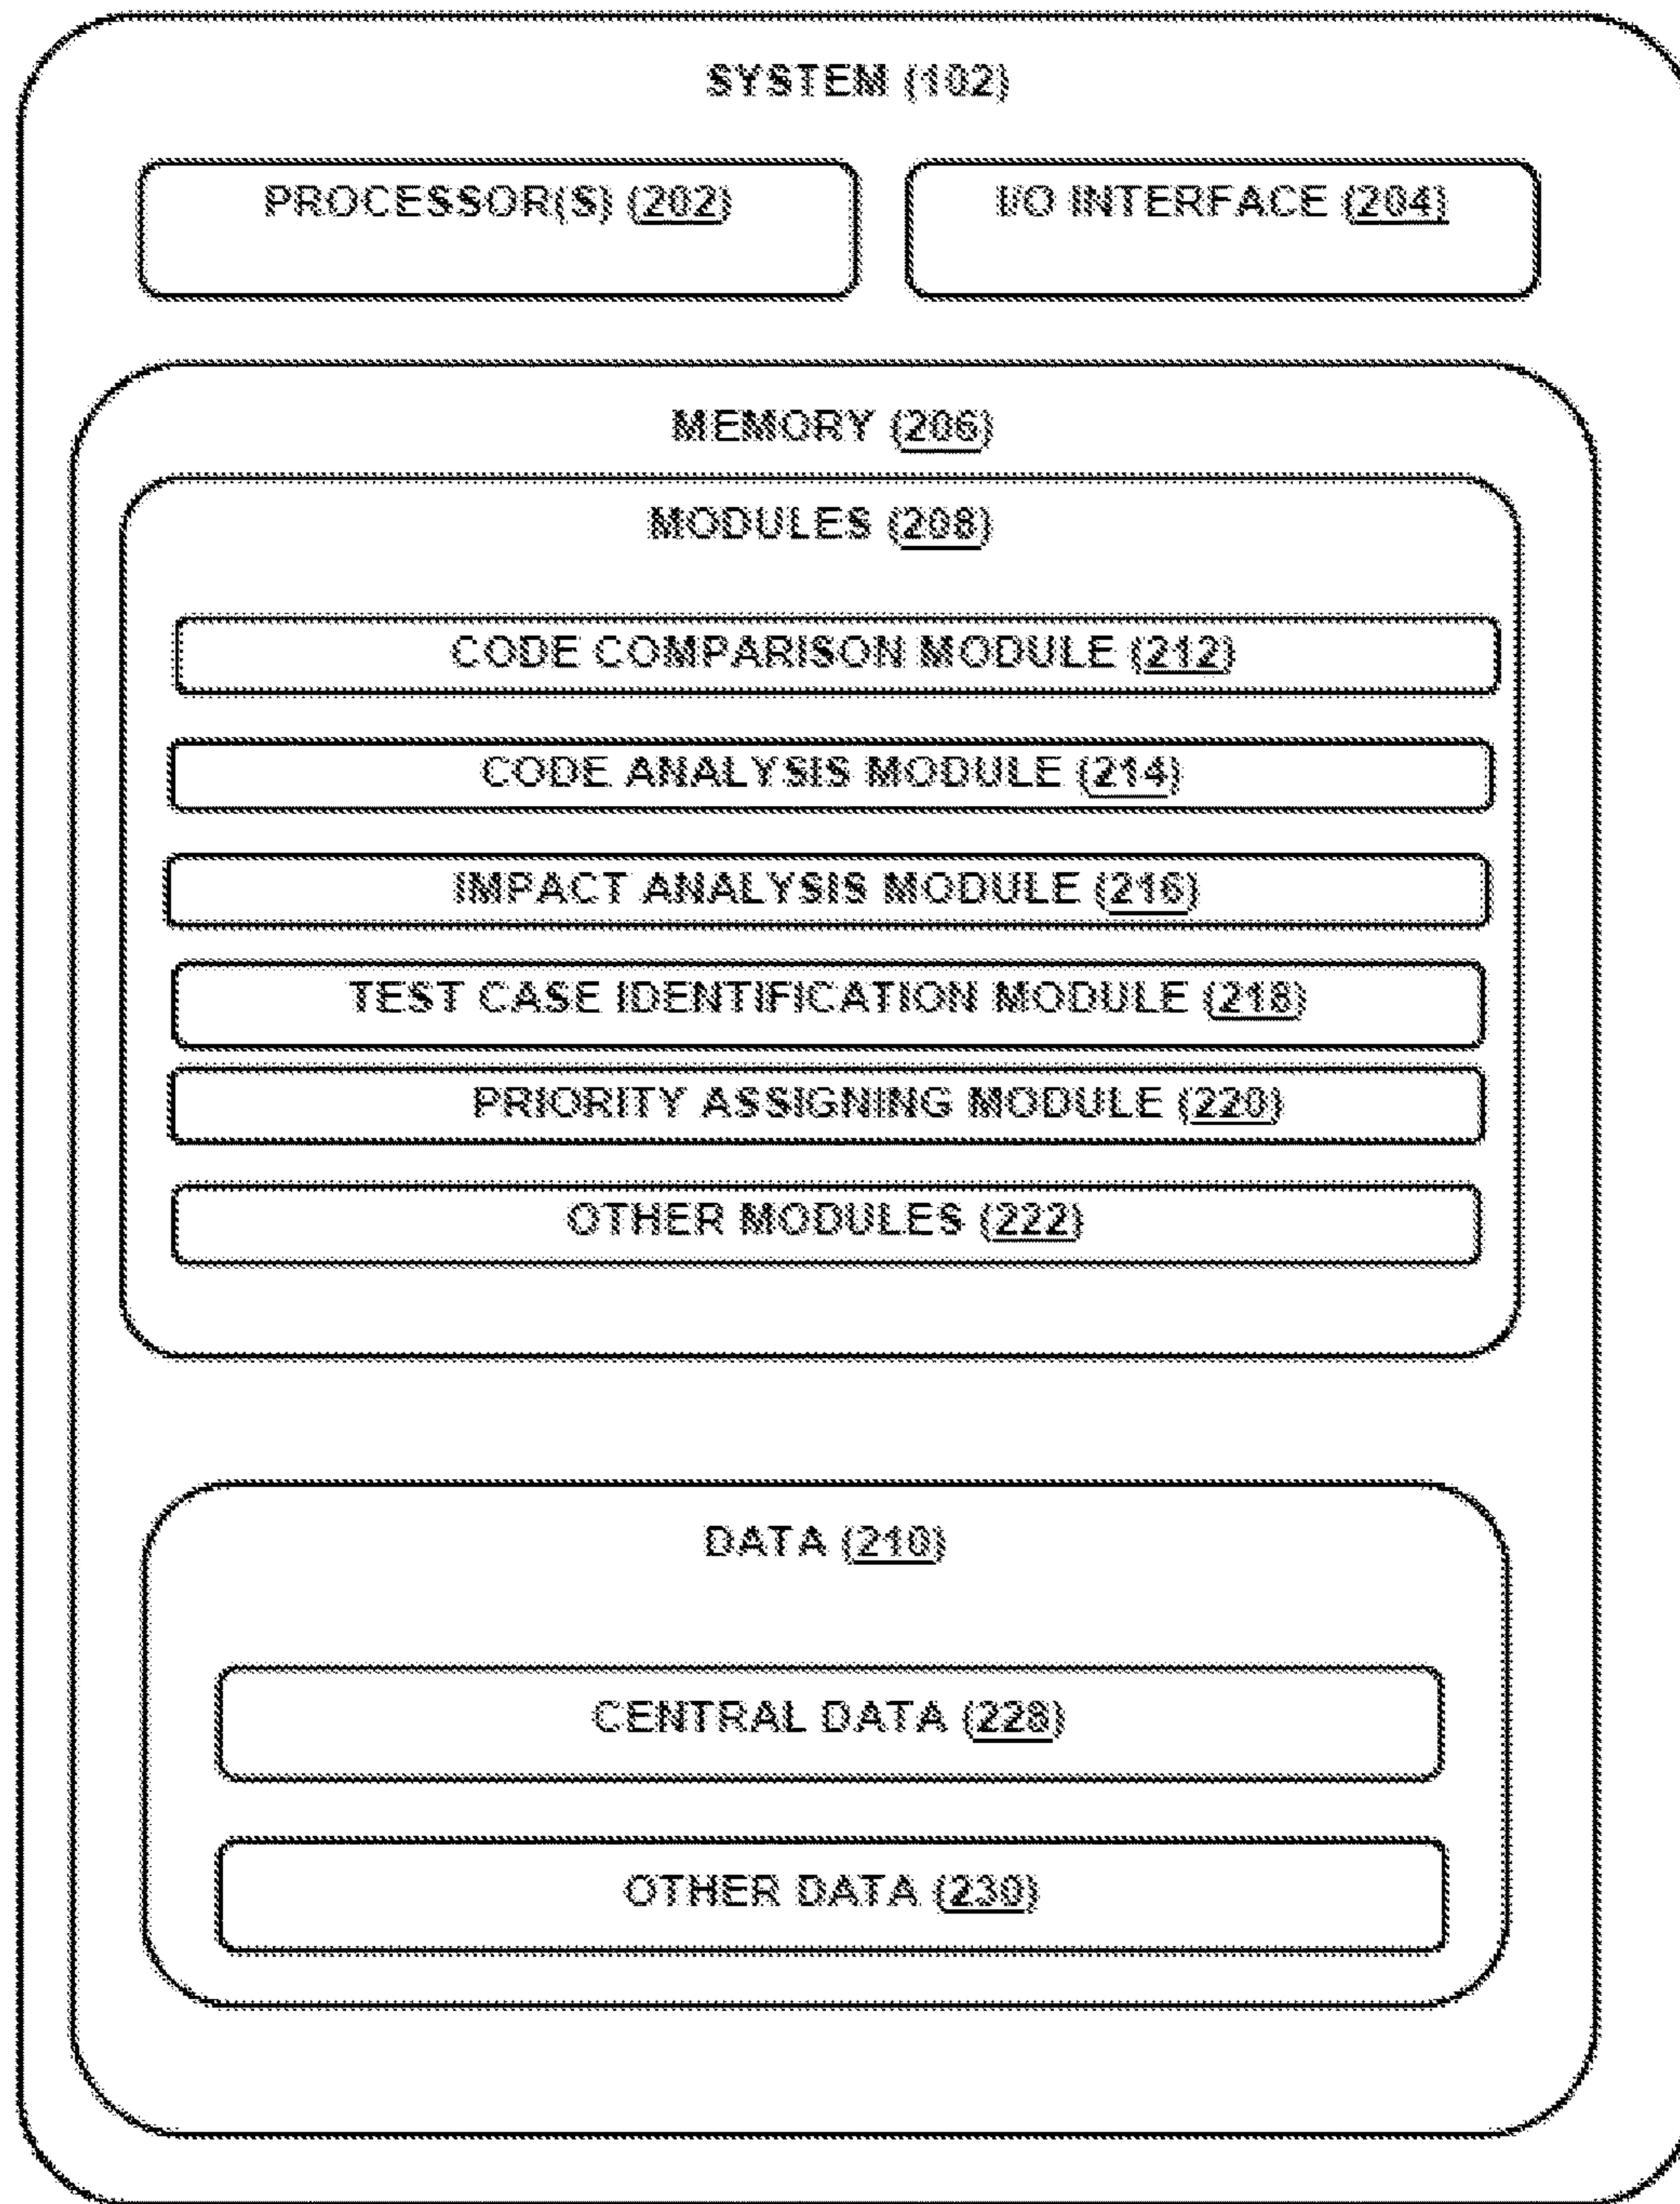 SYSTEM (102)
PROCESSOR(S) (202)
I/O INTERFACE (204)
MEMORY (206)
MODULES (208)
CODE COMPARISON MODULE (212)
CODE ANALYSIS MODULE (214)
IMPACT ANALYSIS MODULE (216)
TEST CASE IDENTIFICATION MODULE (218)
PRIORITY ASSIGNING MODULE (220)
OTHER MODULES (222)
DATA (210)
CENTRAL DATA (228)
OTHER DATA (230)